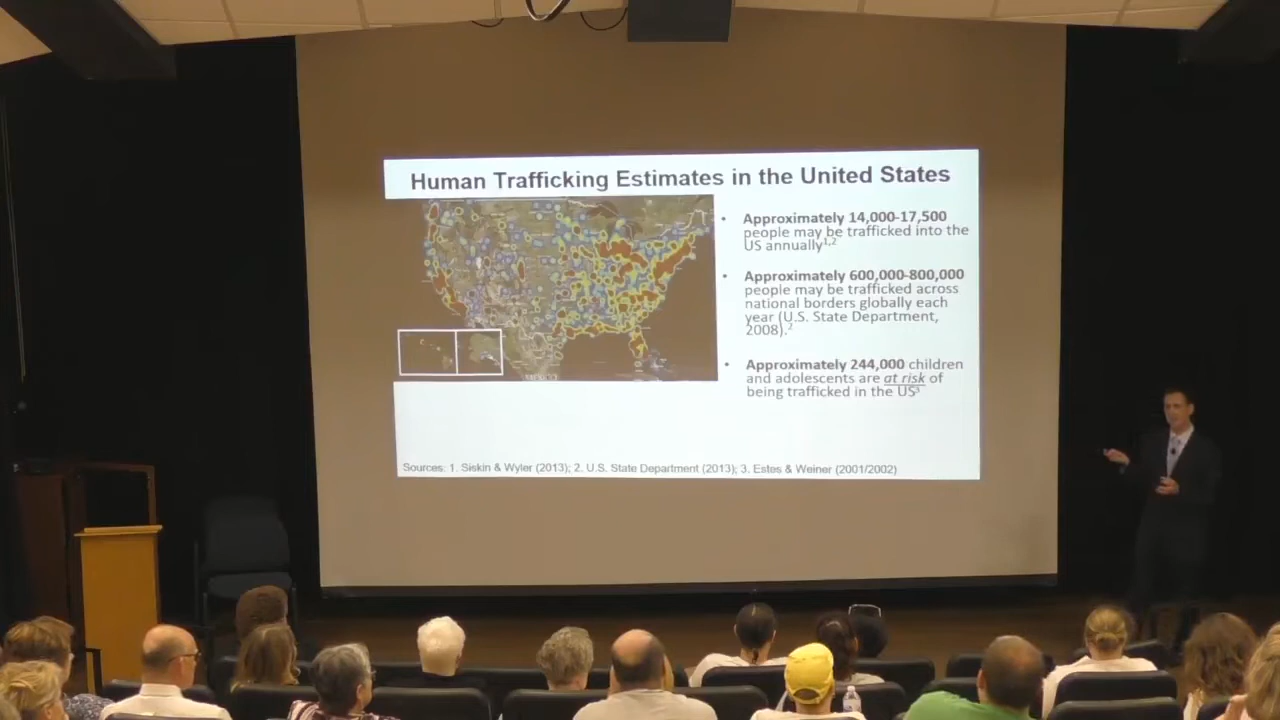 Human Trafficking Estimates in the United States
• Approximately 14,000-17,500
people may be trafficked into the
US annually1,2
• Approximately 600,000-800,000
people may be trafficked across
national borders globally each
year (U.S. State Department,
2008).2
• Approximately 244,000 children
and adolescents are at risk of
being trafficked in the US3
Sources: 1. Siskin & Wyler (2013); 2. U.S. State Department (2013); 3. Estes & Weiner (2001/2002)